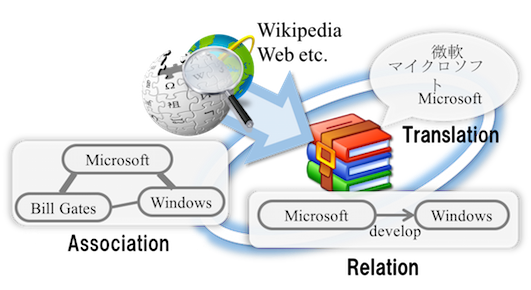 Wikipedia
Web etc.
微軟
マイクロソフ
ト
Microsoft
Translation
Microsoft
Bill Gates
Windows
Association
Microsoft
Windows
develop
Relation